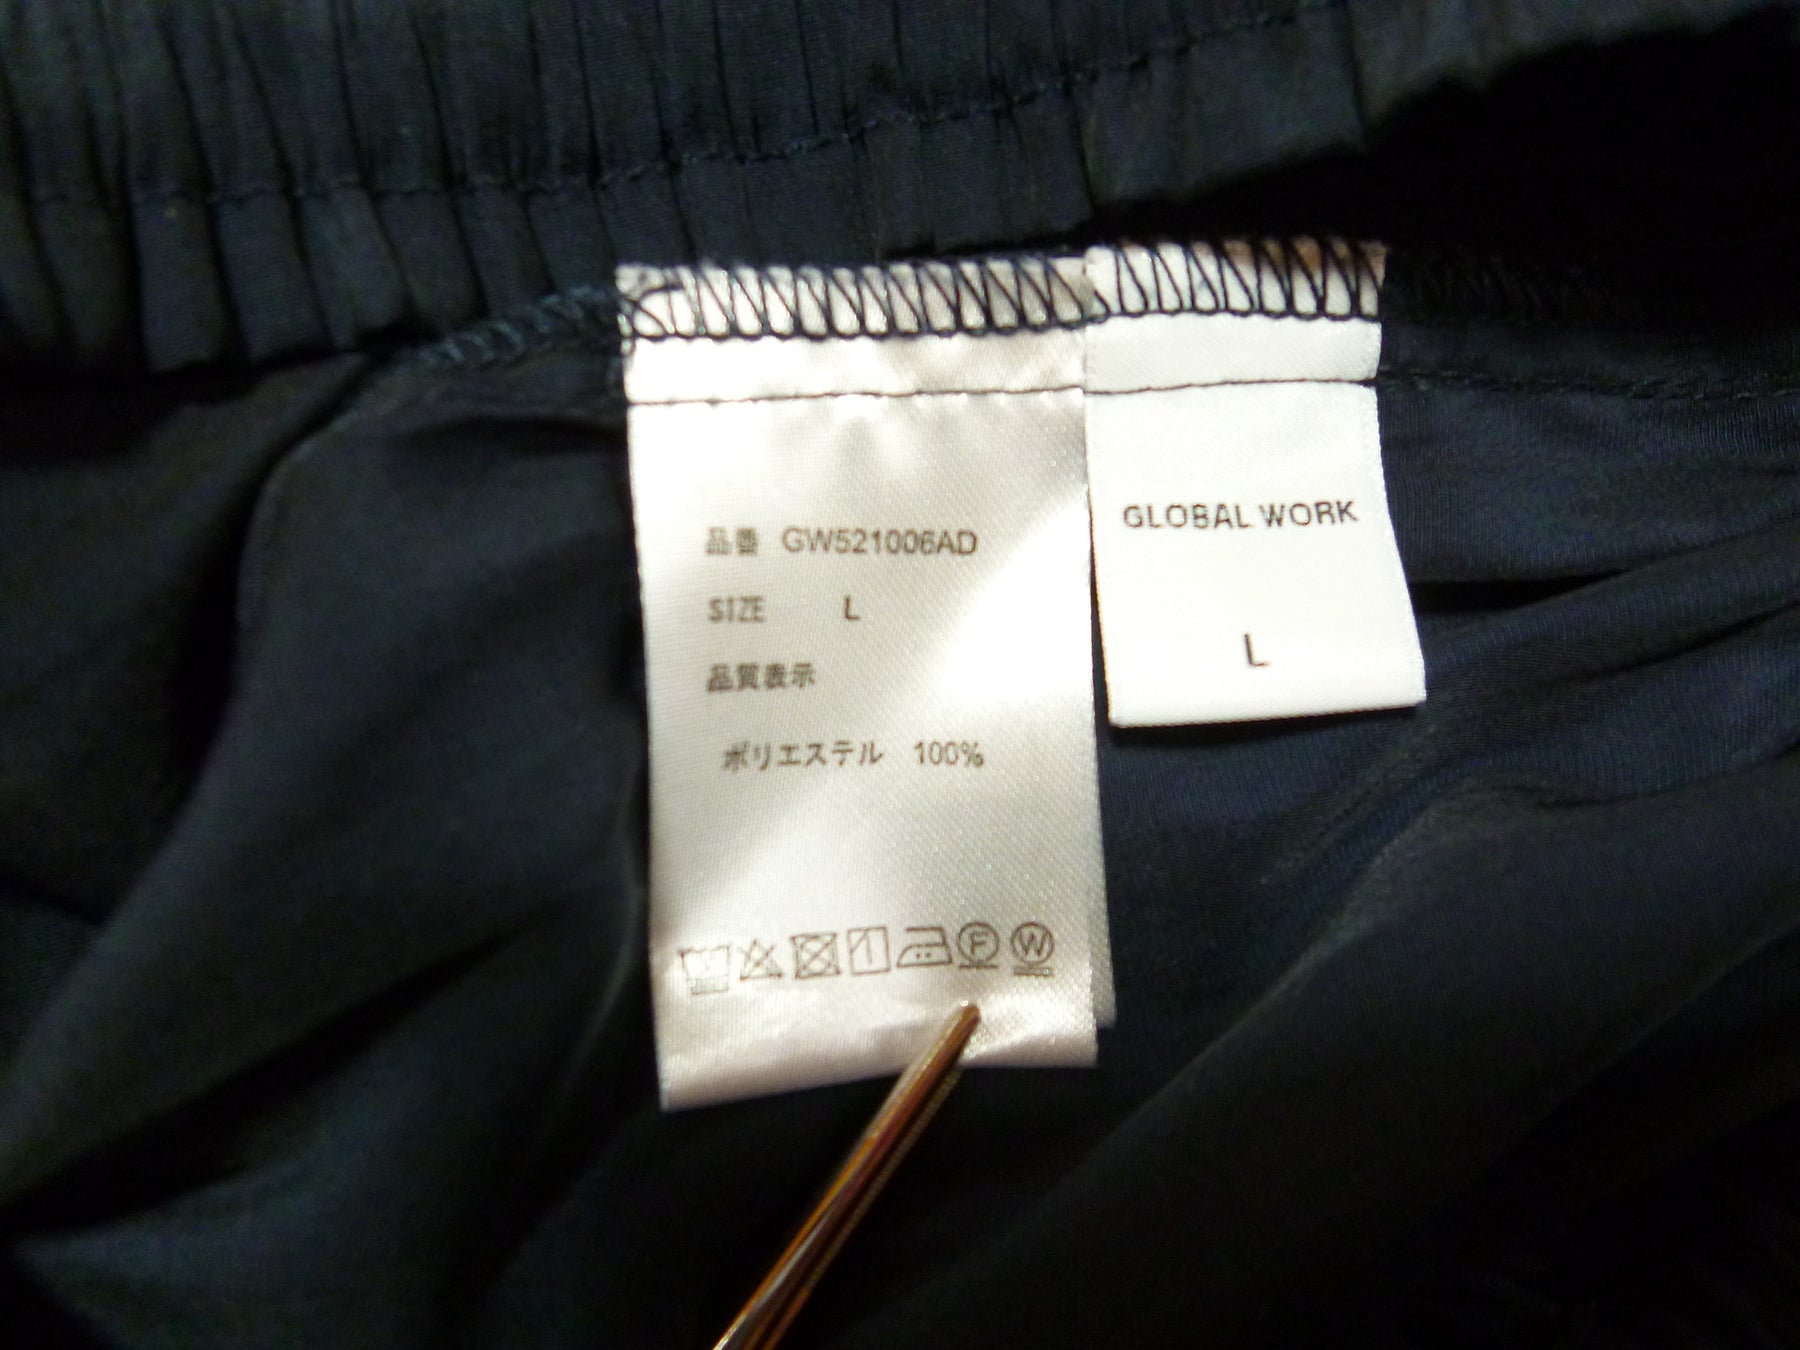 品番 GW521006AD
SIZE L
品質表示
ポリエステル 100%
F W
GLOBAL WORK
L